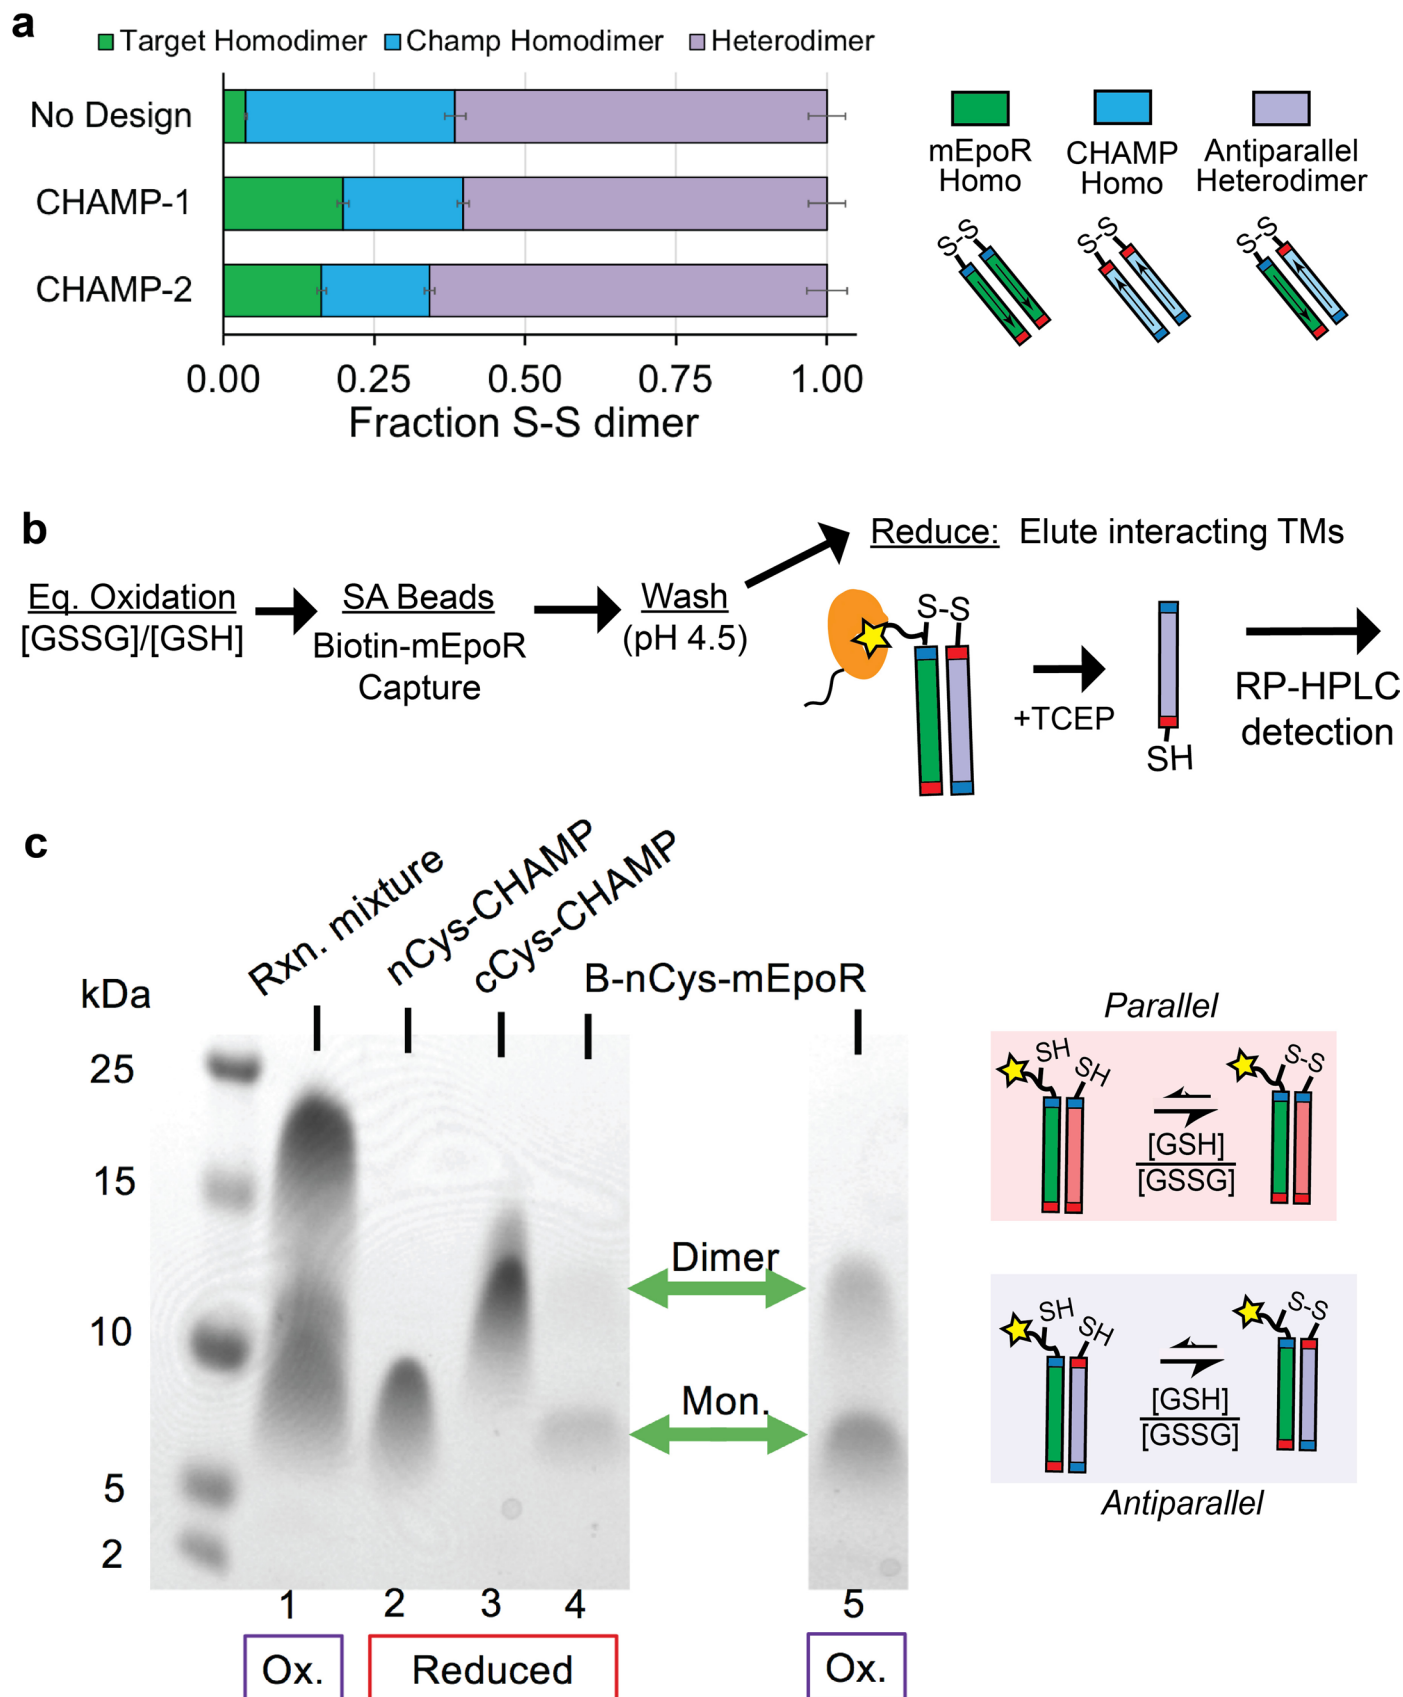 a
Target Homodimer Champ Homodimer Heterodimer
No Design
CHAMP-1
CHAMP-2
0.00 0.25 0.50 0.75 1.00
Fraction S-S dimer
mEpoR
Homo
CHAMP
Homo
Antiparallel
Heterodimer
S-S
S-S
S-S
b
Eq. Oxidation
[GSSG]/[GSH]
SA Beads
Biotin-mEpoR
Capture
Wash
(pH 4.5)
Reduce: Elute interacting TMs
S-S
+TCEP
SH
RP-HPLC
detection
c
Rxn. mixture
nCys-CHAMP
cCys-CHAMP
B-nCys-mEpoR
kDa
25
15
10
5
2
Dimer
Mon.
1 2 3 4 5
Ox.
Reduced
Ox.
Parallel
SH
SH
S-S
[GSH]
[GSSG]
SH
SH
S-S
[GSH]
[GSSG]
Antiparallel